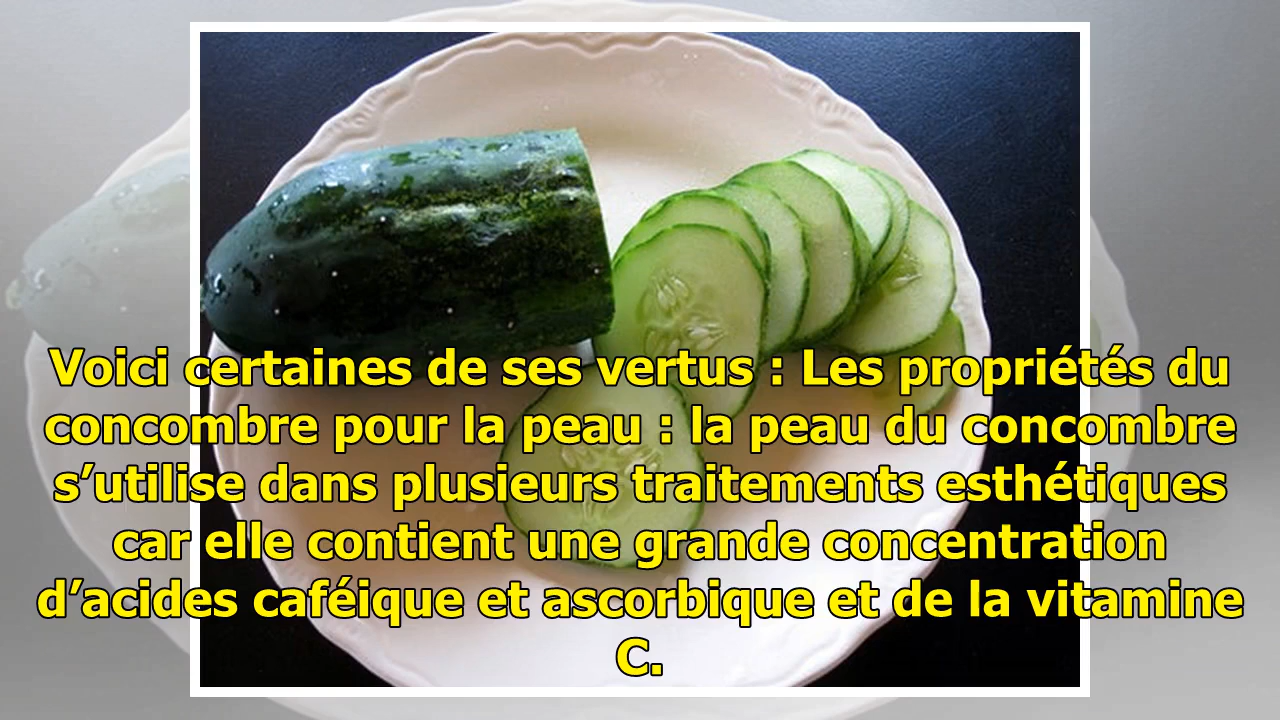 Voici certaines de ses vertus : Les propriétés du
concombre pour la peau : la peau du concombre
s’utilise dans plusieurs traitements esthétiques
car elle contient une grande concentration
d’acides caféique et ascorbique et de la vitamine
C.